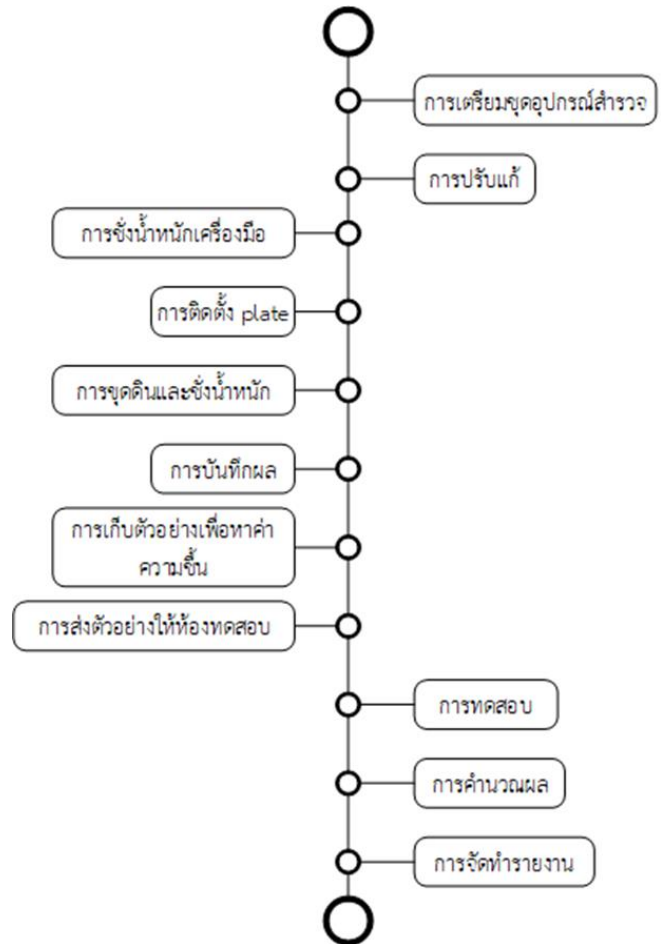 การเตรียมชุดอุปกรณ์สำรวจ
การปรับแก้
การชั่งน้ำหนักเครื่องมือ
การติดตั้ง plate
การขุดดินและชั่งน้ำหนัก
การบันทึกผล
การเก็บตัวอย่างเพื่อหาค่า
ความชื้น
การส่งตัวอย่างให้ห้องทดสอบ
การทดสอบ
การคำนวณผล
การจัดทำรายงาน